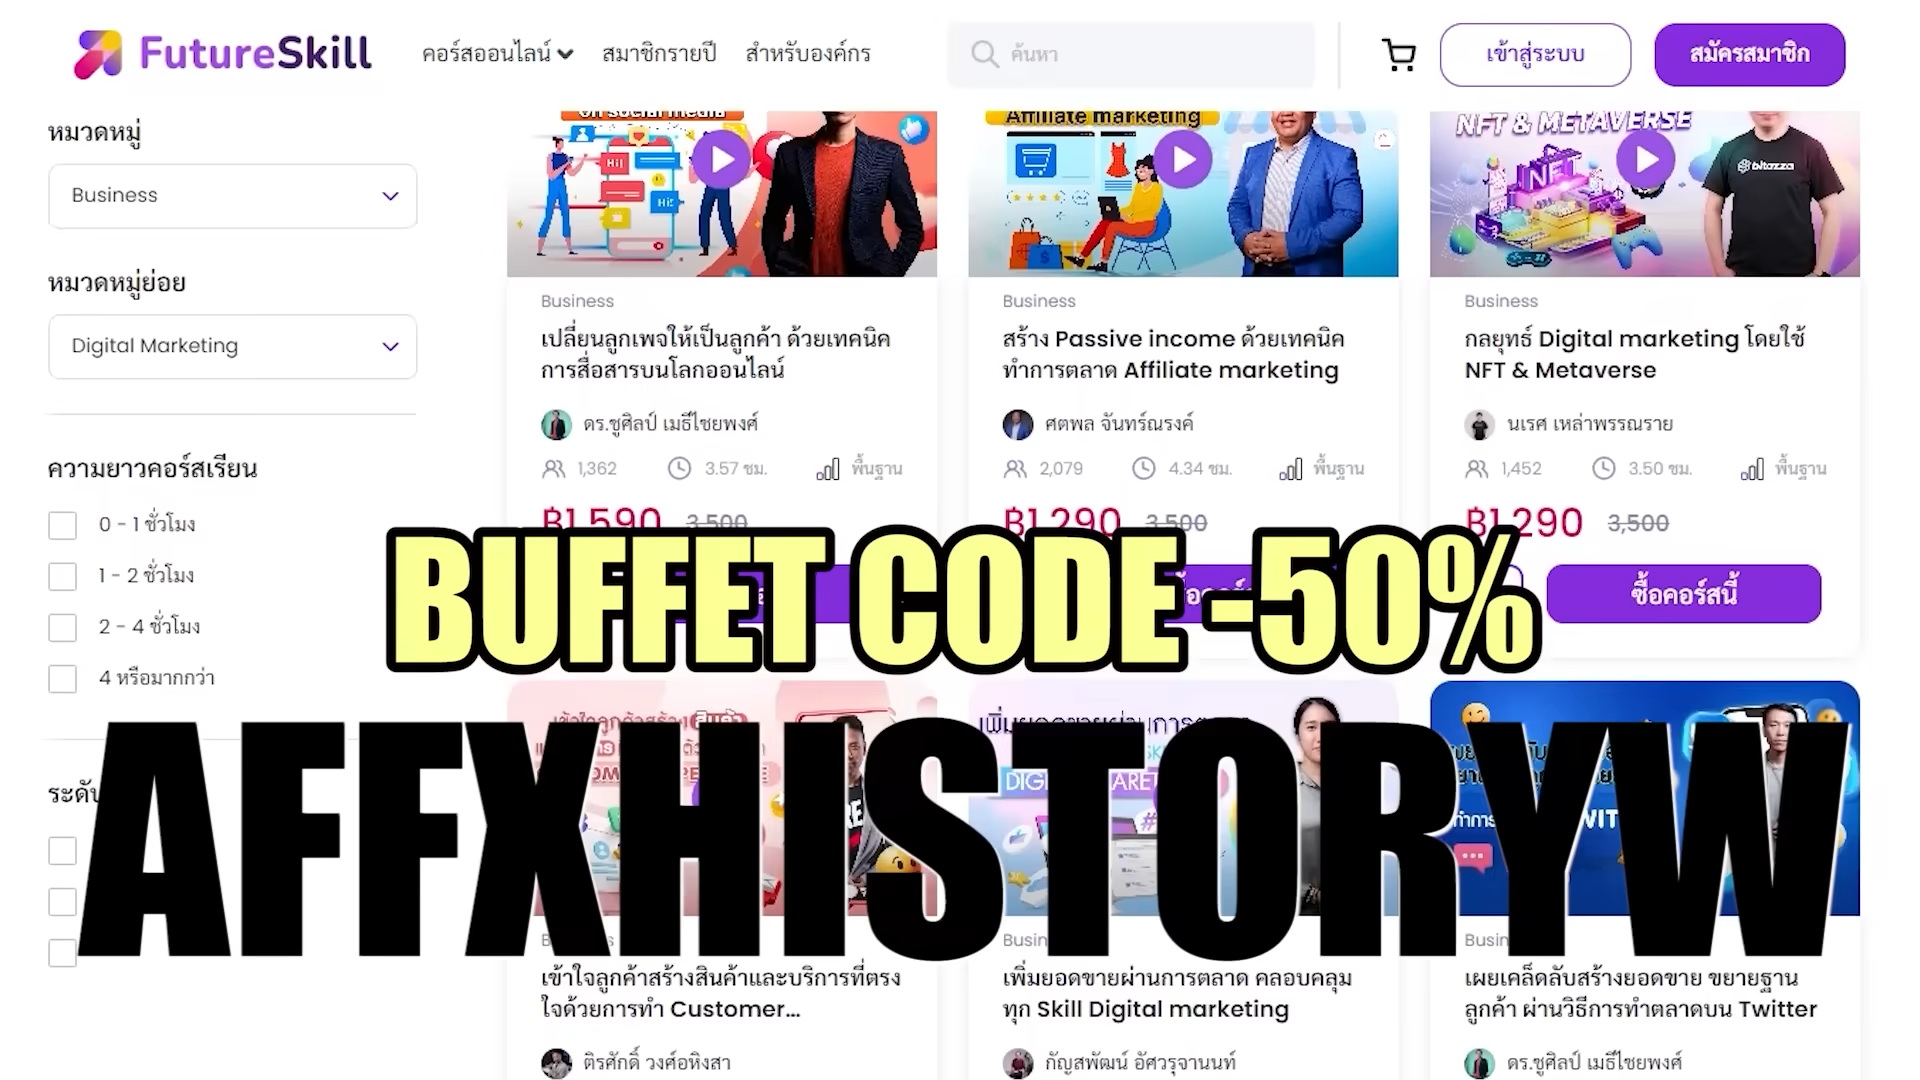 FutureSkill
คอร์สออนไลน์ สมาชิกรายปี สำหรับองค์กร
ค้นหา
เข้าสู่ระบบ
สมัครสมาชิก
หมวดหมู่
Business
หมวดหมู่ย่อย
Digital Marketing
ความยาวคอร์สเรียน
0 - 1 ชั่วโมง
1 - 2 ชั่วโมง
2 - 4 ชั่วโมง
4 หรือมากกว่า
on social media
Hi!
Hi!
Business
เปลี่ยนลูกเพจให้เป็นลูกค้า ด้วยเทคนิค
การสื่อสารบนโลกออนไลน์
ดร.ชูศิลป์ เมธีไชยพงศ์
1,362 3.57 ชม. พื้นฐาน
฿1,590 3,500
Affiliate marketing
Business
สร้าง Passive income ด้วยเทคนิค
ทำการตลาด Affiliate marketing
ศตพล จันทร์ณรงค์
2,079 4.34 ชม. พื้นฐาน
฿1,290 3,500
NFT & METAVERSE
NFT
bitazza
Business
กลยุทธ์ Digital marketing โดยใช้
NFT & Metaverse
นเรศ เหล่าพรรณราย
1,452 3.50 ชม. พื้นฐาน
฿1,290 3,500
ซื้อคอร์สนี้
BUFFET CODE -50%
AFFXHISTORYW
เข้าใจลูกค้าสร้างสินค้าและบริการที่ตรง
ใจด้วยการทำ Customer...
ติรศักดิ์ วงศ์อหิงสา
เพิ่มยอดขายผ่านการตลาด คลอบคลุม
ทุก Skill Digital marketing
กัญสพัฒน์ อัศวรุจานนท์
เผยเคล็ดลับสร้างยอดขาย ขยายฐาน
ลูกค้า ผ่านวิธีการทำตลาดบน Twitter
ดร.ชูศิลป์ เมธีไชยพงศ์